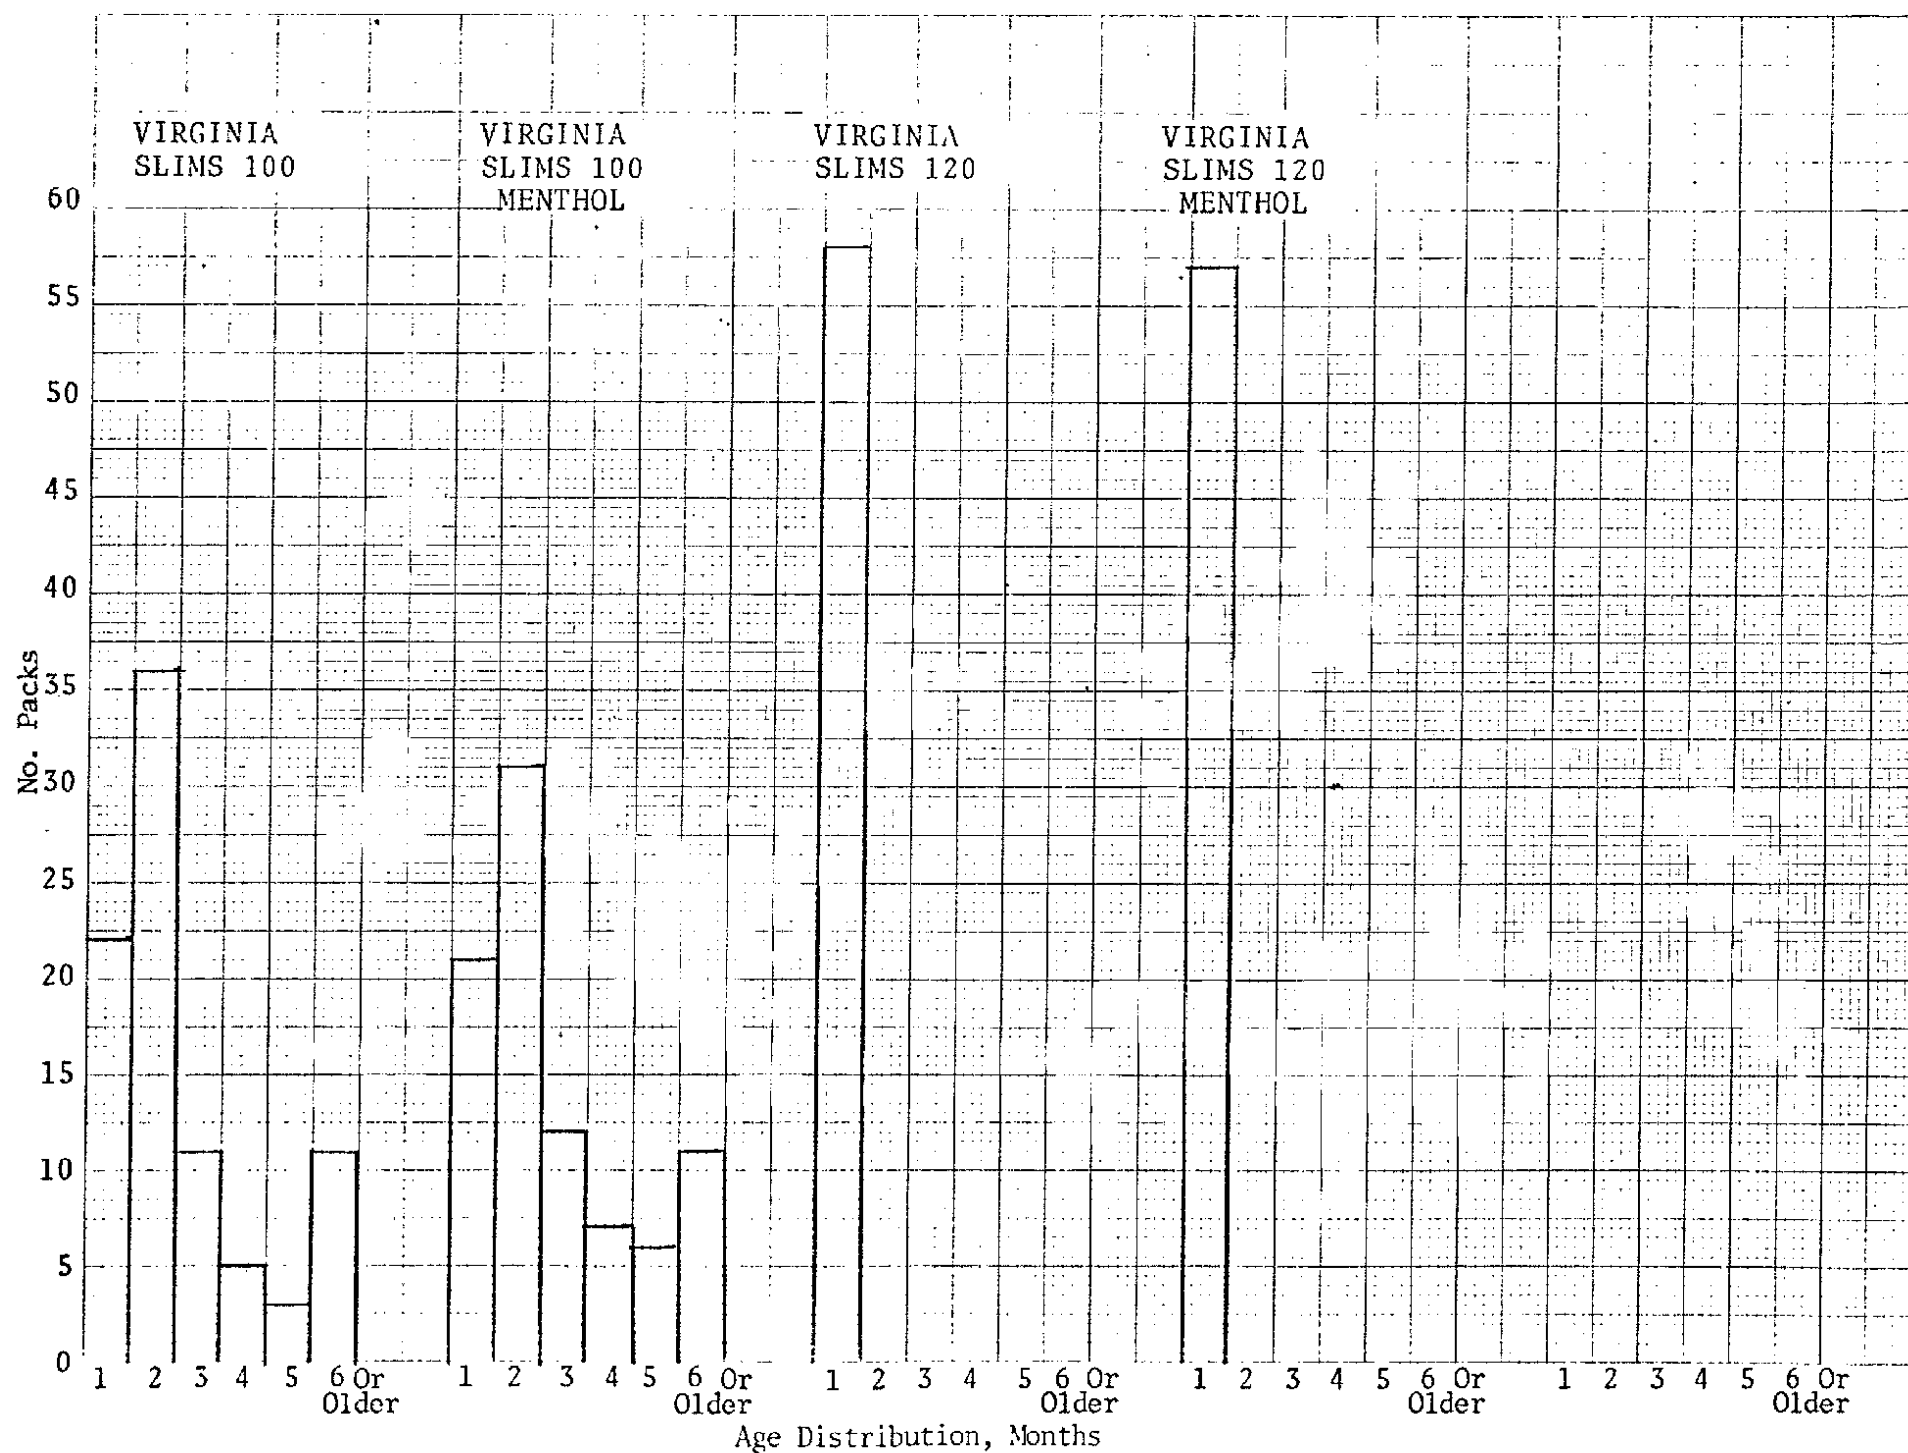 VIRGINIA
SLIMS 100
VIRGINIA
SLIMS 100
MENTHOL
VIRGINIA
SLIMS 120
VIRGINIA
SLIMS 120
MENTHOL
60
55
50
45
40
35
30
25
20
15
10
5
0
No. Packs
1 2 3 4 5 6 Or
Older
1 2 3 4 5 6 Or
Older
1 2 3 4 5 6 Or
Older
1 2 3 4 5 6 Or
Older
1 2 3 4 5 6 Or
Older
Age Distribution, Months